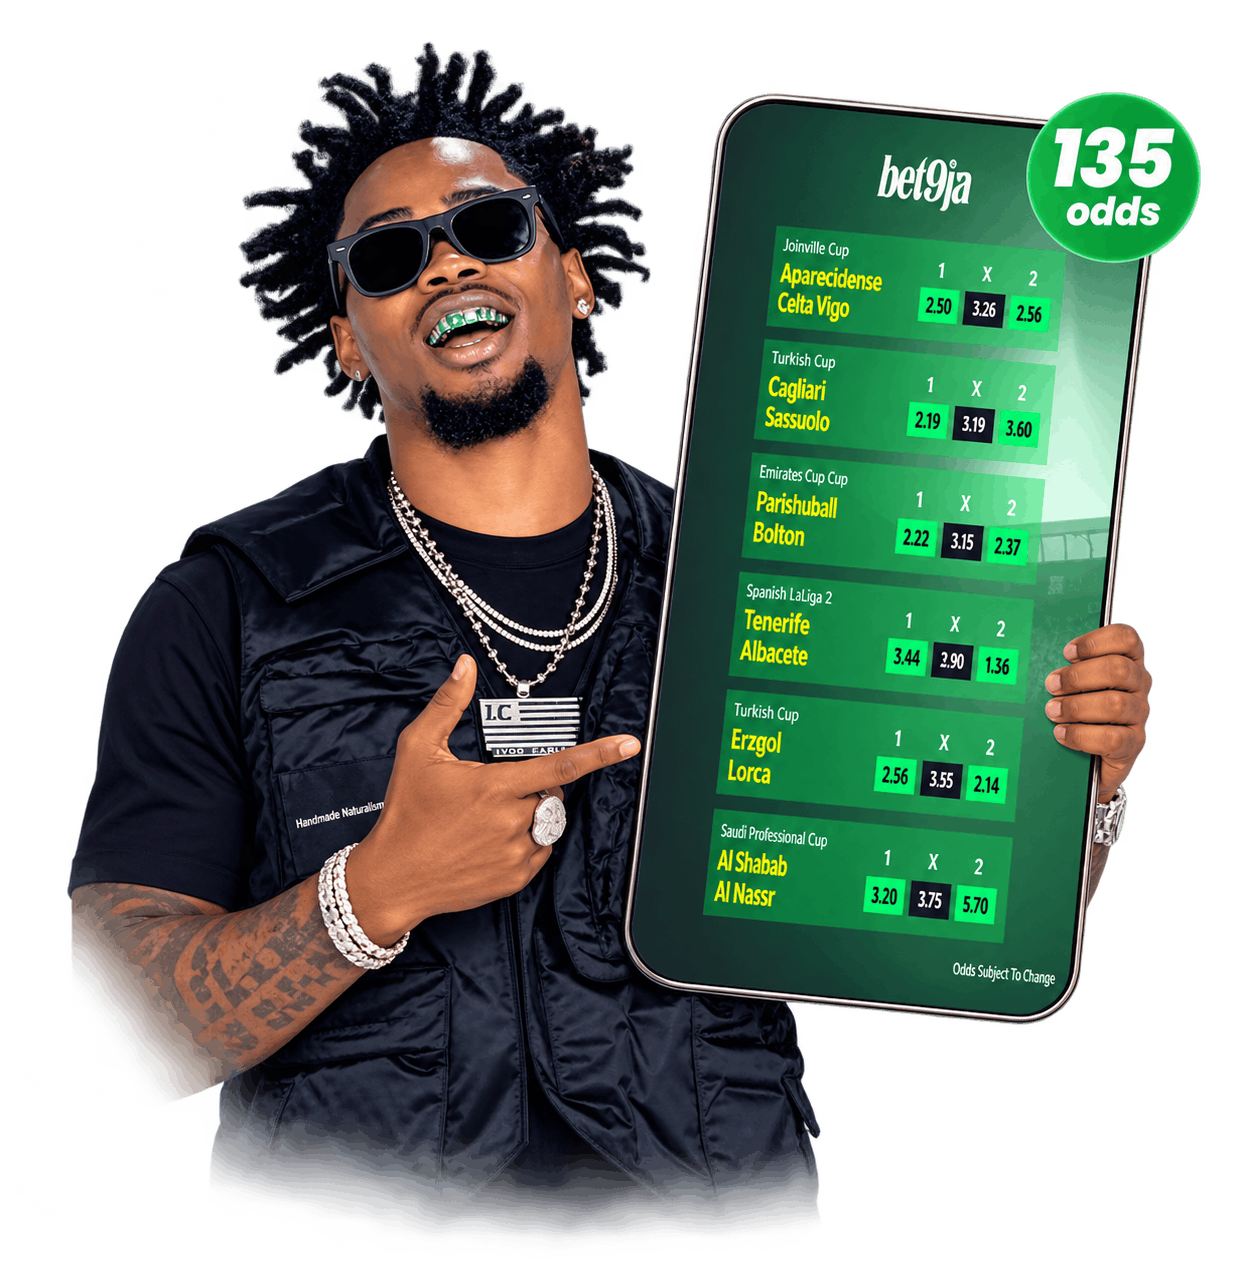 135
odds
bet9ja
Joinville Cup
1 X 2
Aparecidense
Celta Vigo
2.50 3.26 2.56
Turkish Cup
1 X 2
Cagliari
Sassuolo
2.19 3.19 3.60
Emirates Cup Cup
1 X 2
Parishuball
Bolton
2.22 3.15 2.37
Spanish LaLiga 2
1 X 2
Tenerife
Albacete
3.44 3.90 1.36
Turkish Cup
1 X 2
Erzgol
Lorca
2.56 3.55 2.14
Saudi Professional Cup
1 X 2
Al Shabab
Al Nassr
3.20 3.75 5.70
Odds Subject To Change
I.C
Handmade Naturalism